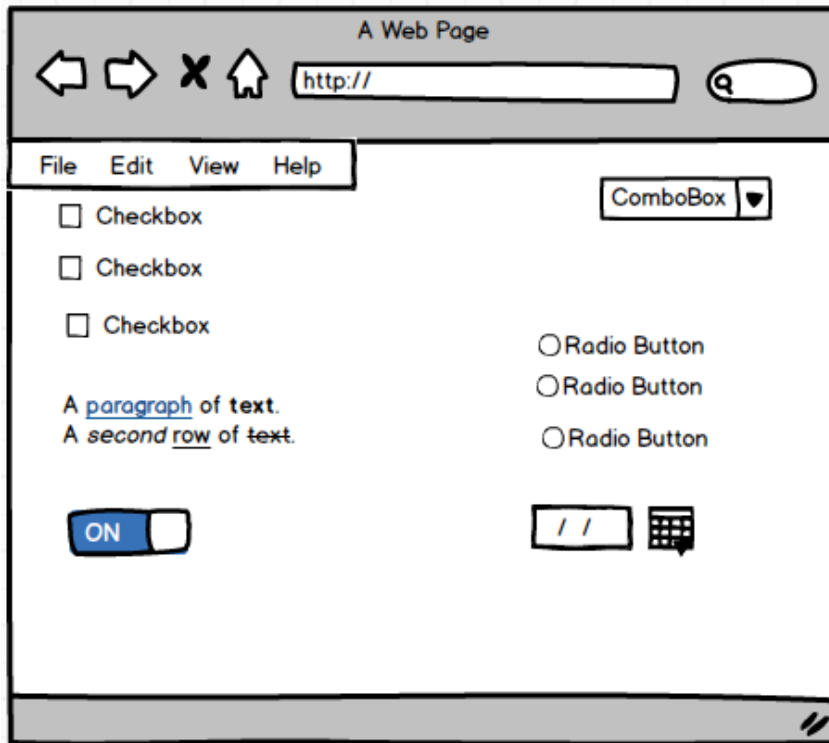 A Web Page
http://
File Edit View Help
ComboBox
Checkbox
Checkbox
Checkbox
Radio Button
Radio Button
Radio Button
A paragraph of text.
A second row of text.
ON
/ /